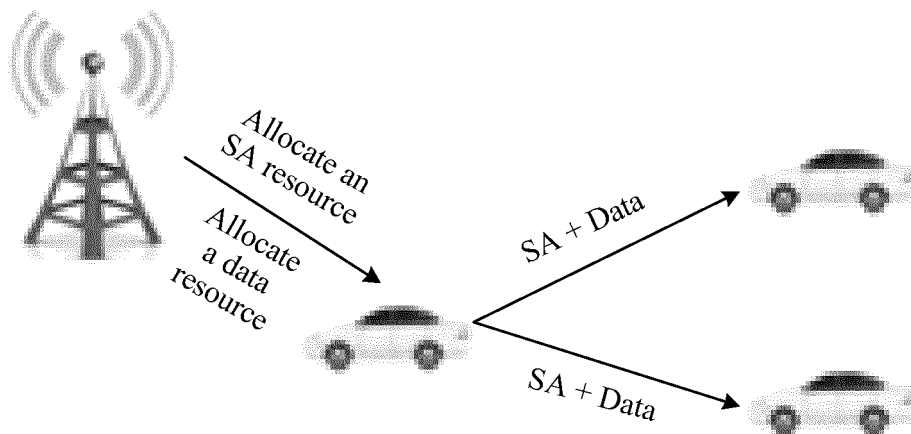 Allocate an
SA resource
Allocate
a data
resource
SA + Data
SA + Data